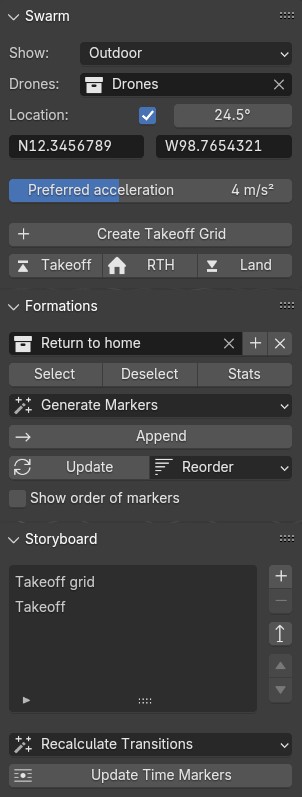 Swarm
Show: Outdoor
Drones: Drones
Location: 24.5°
N12.3456789 W98.7654321
Preferred acceleration 4 m/s²
Create Takeoff Grid
Takeoff RTH Land
Formations
Return to home
Select Deselect Stats
Generate Markers
Append
Update Reorder
Show order of markers
Storyboard
Takeoff grid
Takeoff
Recalculate Transitions
Update Time Markers